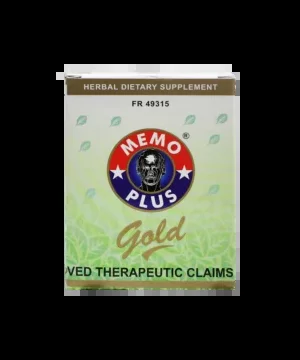 HERBAL DIETARY SUPPLEMENT
FR 49315
MEMO ®
PLUS
Gold
VED THERAPEUTIC CLAIMS